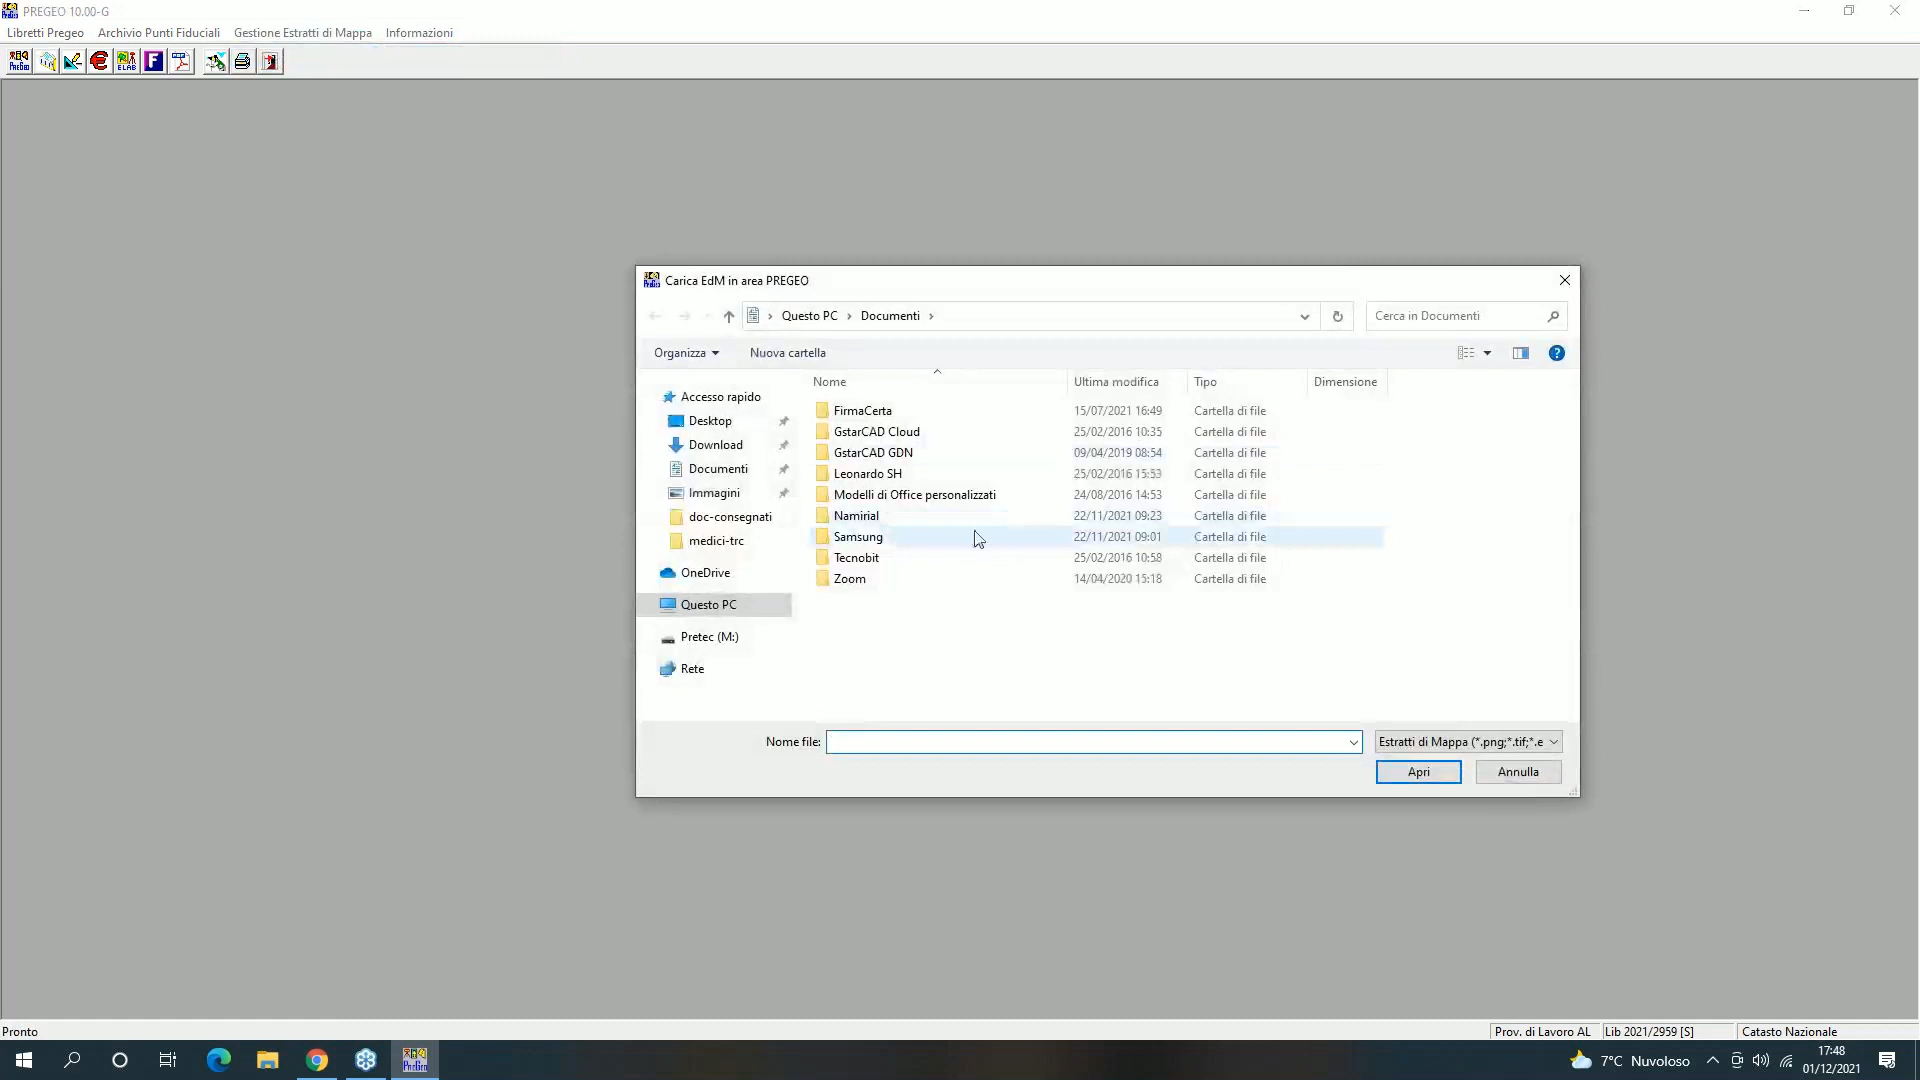 PREGEO 10.00-G
Libretti Pregeo Archivio Punti Fiduciali Gestione Estratti di Mappa Informazioni
Carica EdM in area PREGEO
Questo PC Documenti
Cerca in Documenti
Organizza Nuova cartella
Nome Ultima modifica Tipo Dimensione
Accesso rapido
Desktop
Download
Documenti
Immagini
doc-consegnati
medici-trc
OneDrive
Questo PC
Pretec (M:)
Rete
FirmaCerta 15/07/2021 16:49 Cartella di file
GstarCAD Cloud 25/02/2016 10:35 Cartella di file
GstarCAD GDN 09/04/2019 08:54 Cartella di file
Leonardo SH 25/02/2016 15:53 Cartella di file
Modelli di Office personalizzati 24/08/2016 14:53 Cartella di file
Namirial 22/11/2021 09:23 Cartella di file
Samsung 22/11/2021 09:01 Cartella di file
Tecnobit 25/02/2016 10:58 Cartella di file
Zoom 14/04/2020 15:18 Cartella di file
Nome file: Estratti di Mappa (*.png;*.tif;*.e
Apri Annulla
Pronto Prov. di Lavoro AL Lib 2021/2959 [S] Catasto Nazionale
7°C Nuvoloso
17:48
01/12/2021